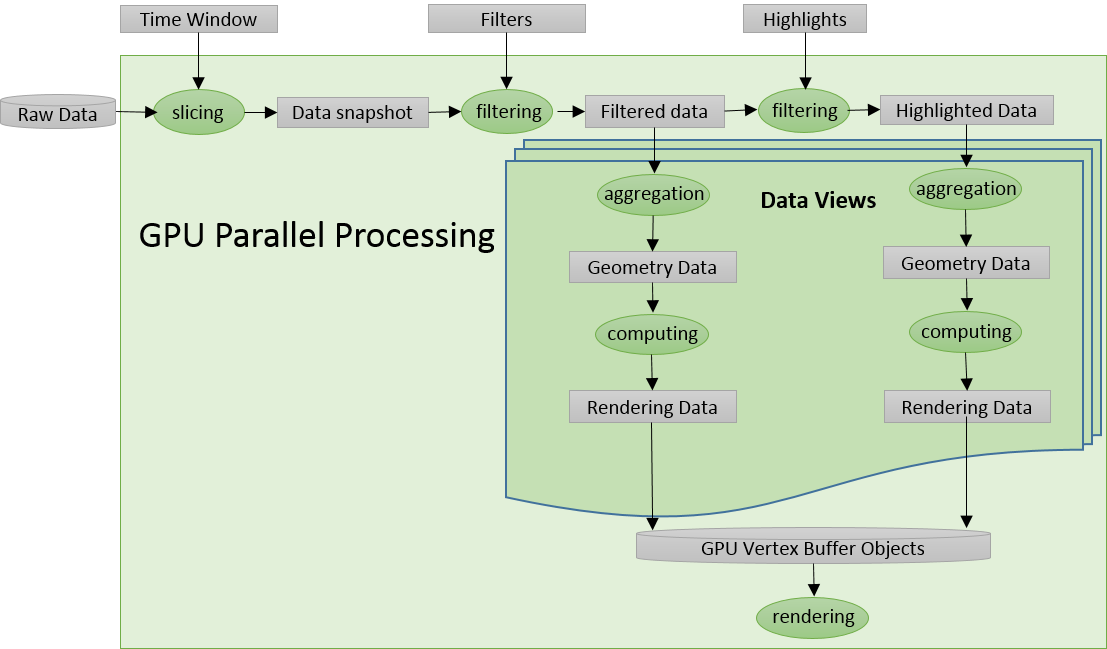 Time Window
Filters
Highlights
Raw Data
slicing
Data snapshot
filtering
Filtered data
filtering
Highlighted Data
GPU Parallel Processing
Data Views
aggregation
aggregation
Geometry Data
Geometry Data
computing
computing
Rendering Data
Rendering Data
GPU Vertex Buffer Objects
rendering